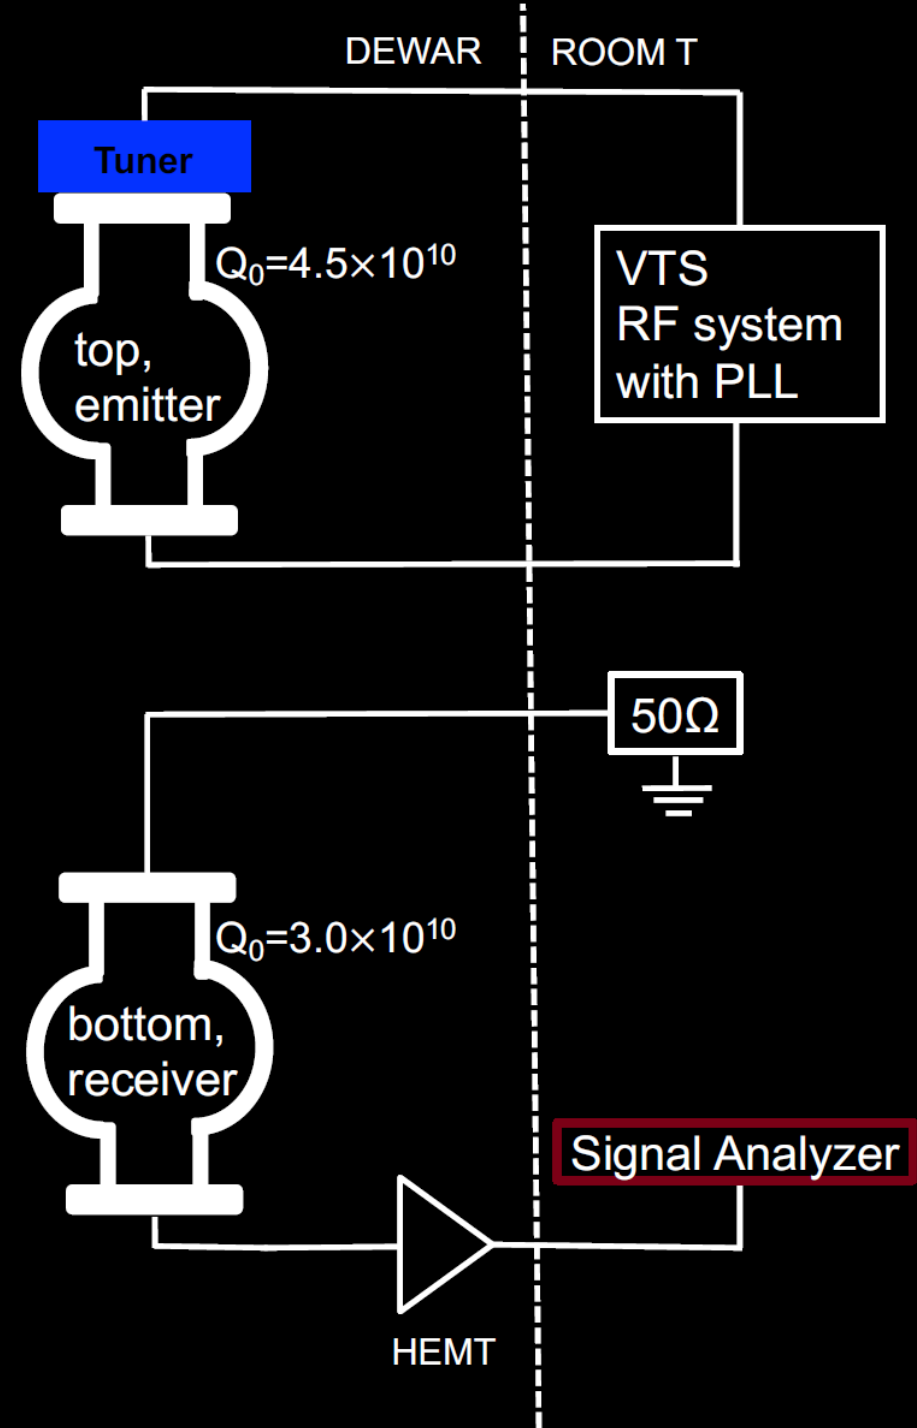 DEWAR
ROOM T
Tuner
Q₀=4.5×10¹⁰
top,
emitter
VTS
RF system
with PLL
50Ω
Q₀=3.0×10¹⁰
bottom,
receiver
Signal Analyzer
HEMT